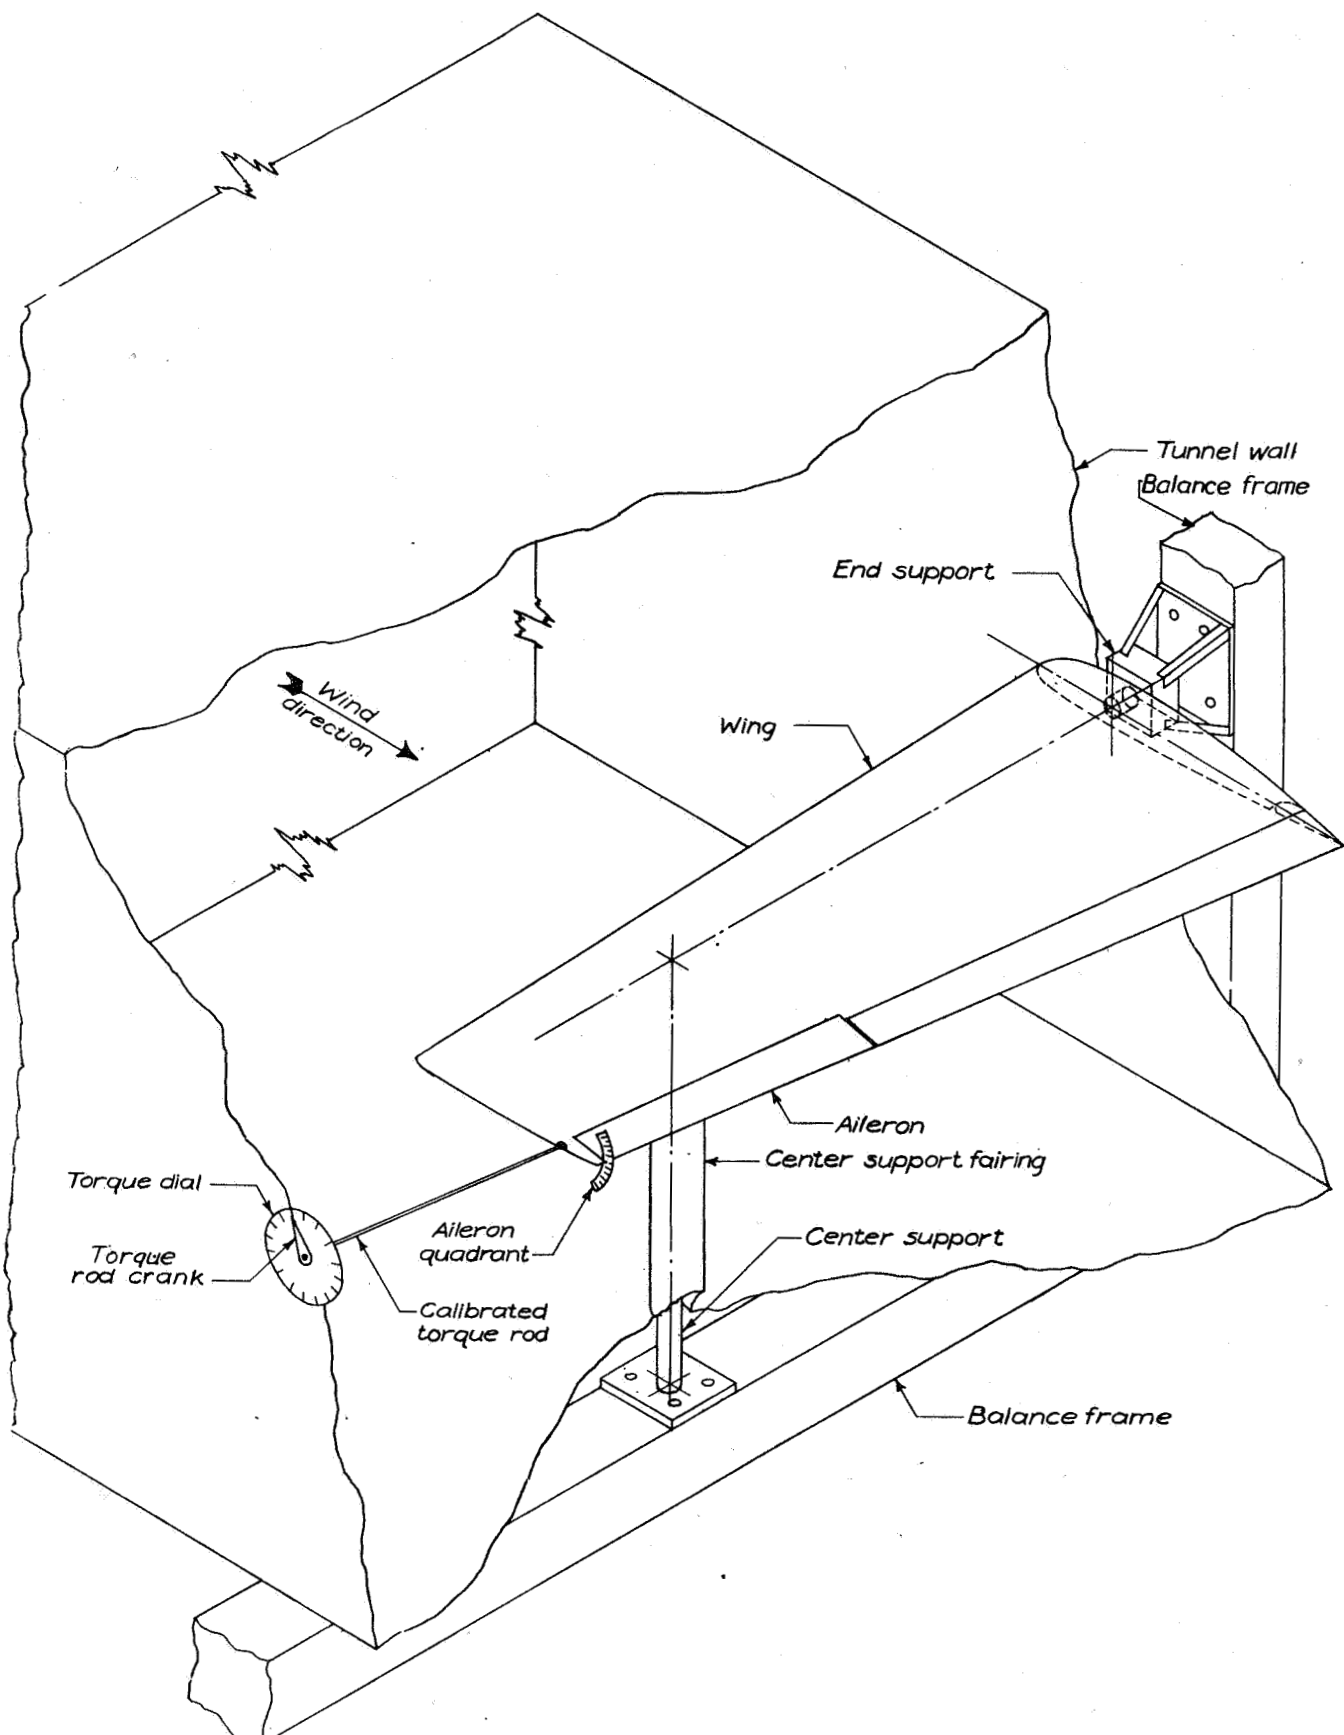 Tunnel wall
Balance frame
End support
Wind
direction
Wing
Aileron
Center support fairing
Torque dial
Aileron
quadrant
Center support
Torque
rod crank
Calibrated
torque rod
Balance frame